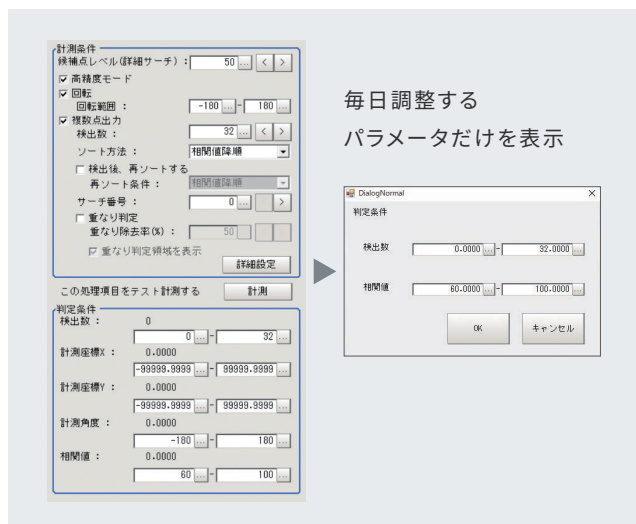 計測条件
候補点レベル(詳細サーチ)： 50 ... < >
高精度モード
回転
回転範囲： -180 ... - 180 ...
複数点出力
検出数： 32 ... < >
ソート方法： 相関値降順
検出後、再ソートする
再ソート条件： 相関値降順
サーチ番号： 0 ... < >
重なり判定
重なり除去率(%)： 50 ... < >
重なり判定領域を表示
詳細設定
この処理項目をテスト計測する 計測
判定条件
検出数： 0
0 ... - 32 ...
計測座標X： 0.0000
-99999.9999 ... - 99999.9999 ...
計測座標Y： 0.0000
-99999.9999 ... - 99999.9999 ...
計測角度： 0.0000
-180 ... - 180 ...
相関値： 0.0000
60 ... - 100 ...
毎日調整する
パラメータだけを表示
DialogNormal
判定条件
検出数 0.0000 ... - 32.0000 ...
相関値 60.0000 ... - 100.0000 ...
OK キャンセル